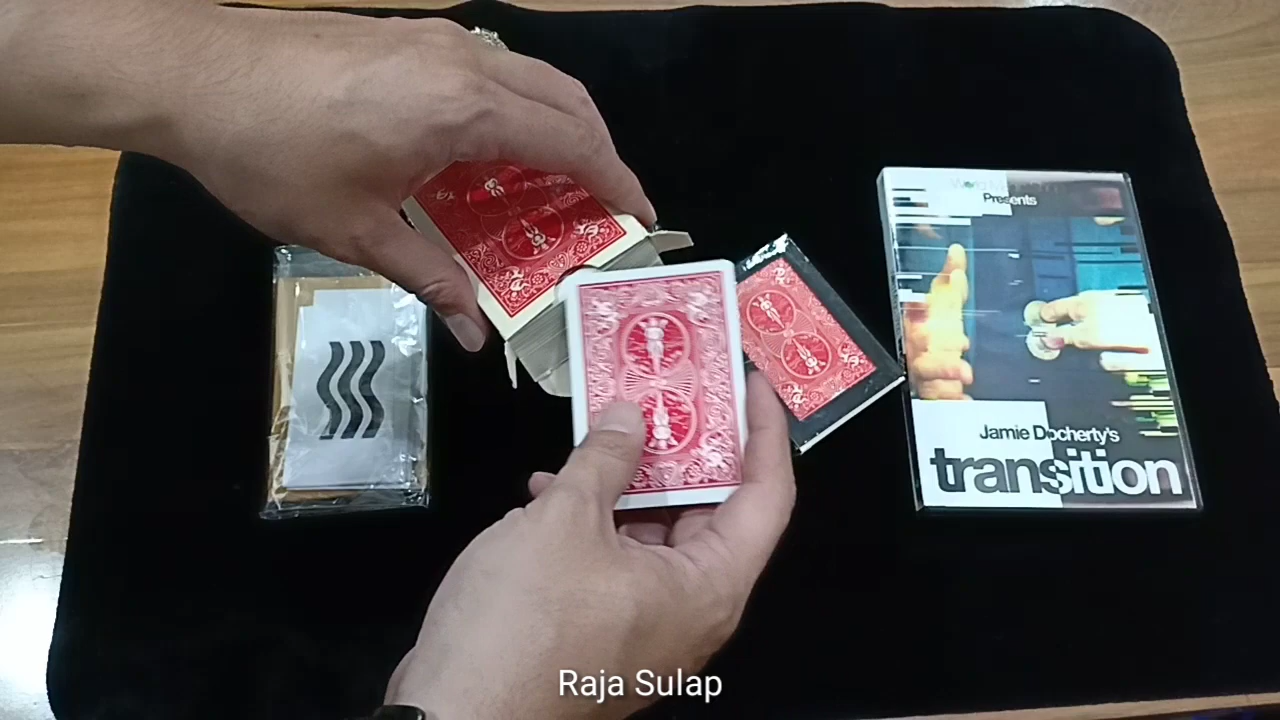 Presents
Jamie Docherty's
transition
Raja Sulap